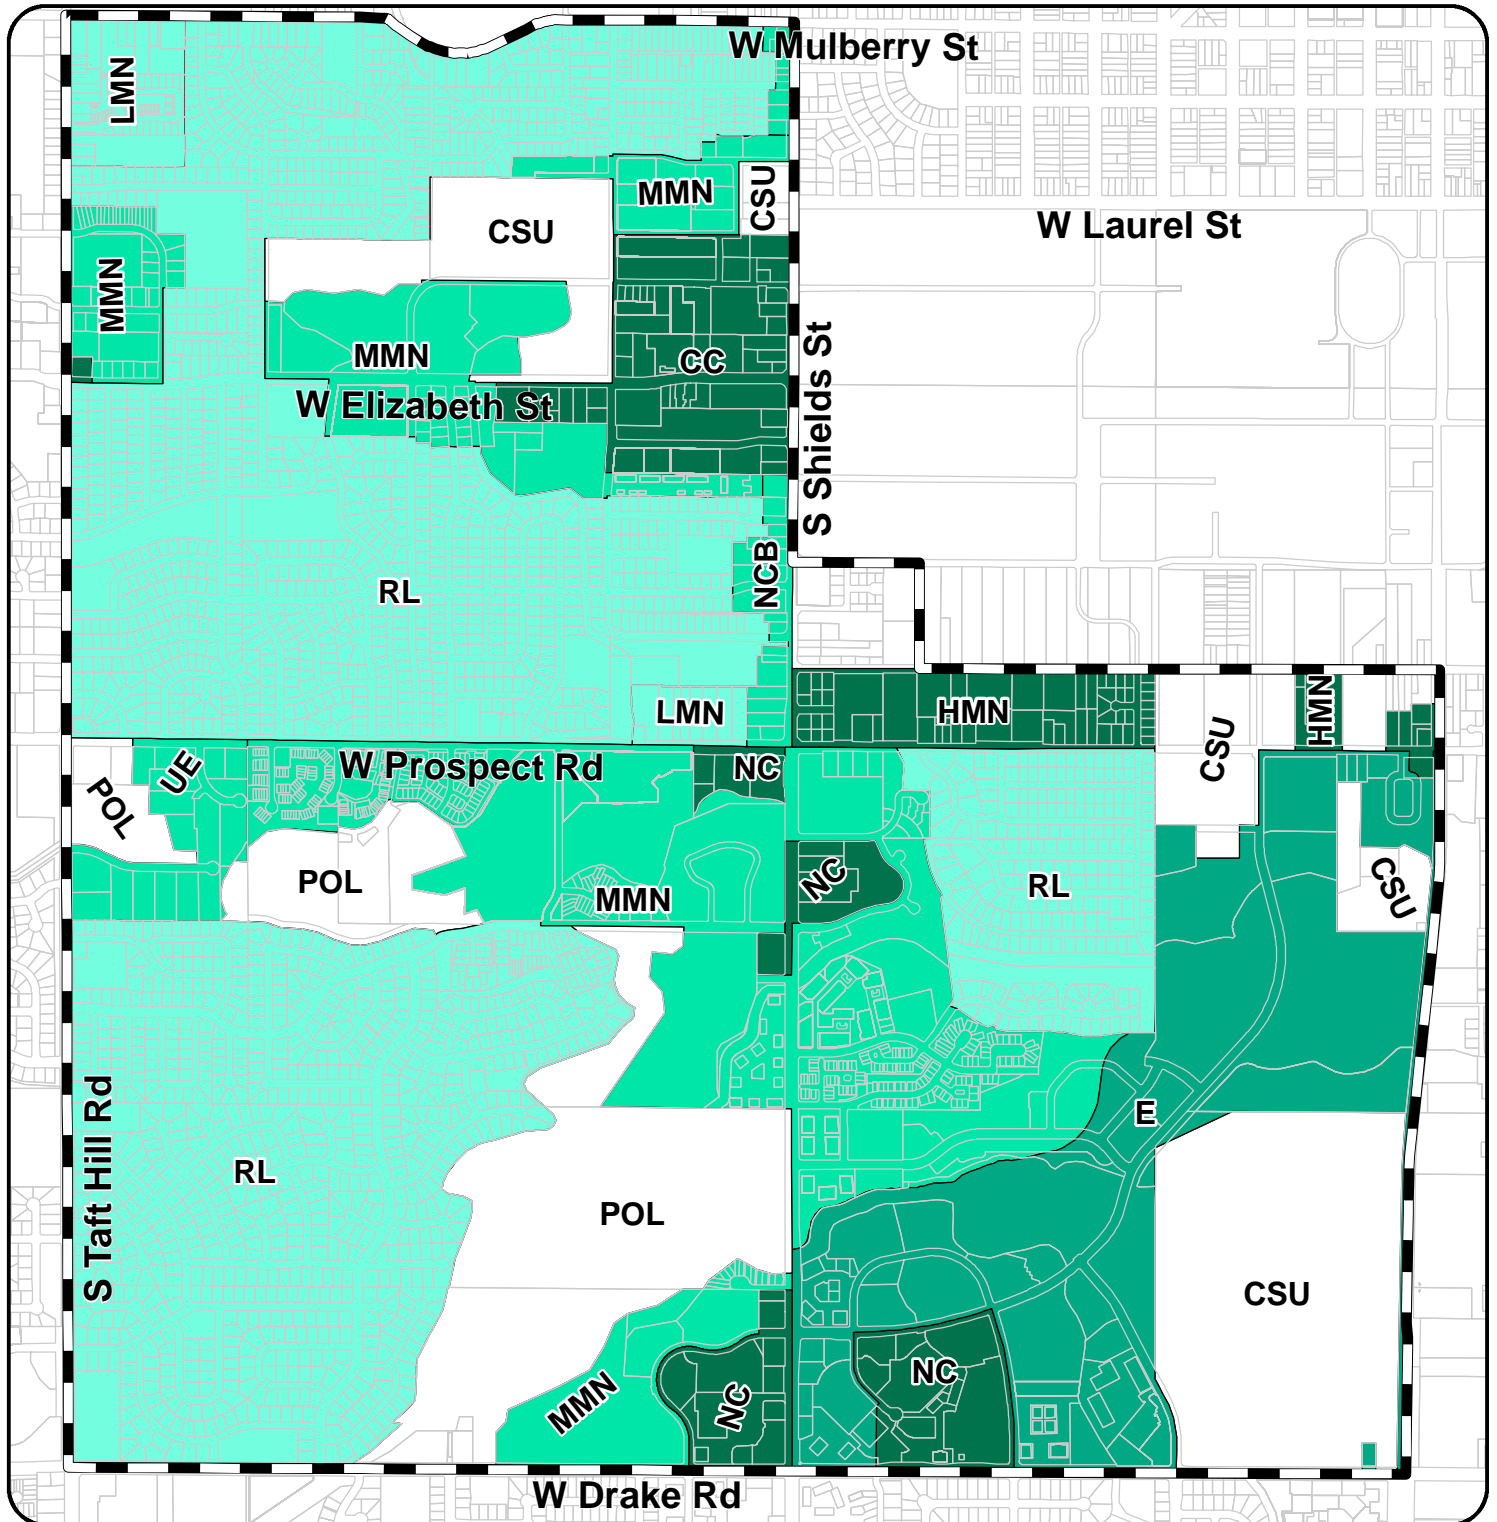 W Mulberry St
LMN
MMN
CSU
CSU
W Laurel St
MMN
MMN
CC
W Elizabeth St
S Shields St
NCB
RL
LMN
HMN
HMN
CSU
W Prospect Rd
NC
UE
POL
POL
MMN
NC
RL
CSU
E
S Taft Hill Rd
RL
POL
CSU
MMN
NC
NC
W Drake Rd